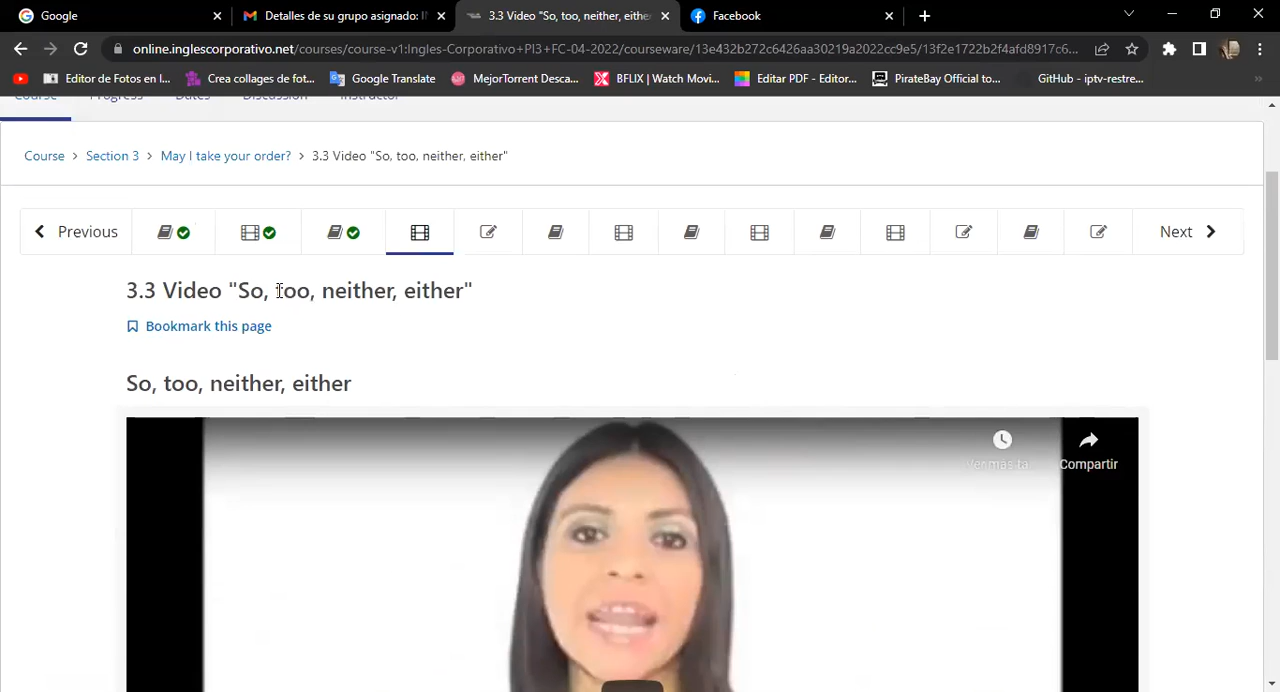 Google
Detalles de su grupo asignado: I
3.3 Video "So, too, neither, eithe
Facebook
online.inglescorporativo.net/courses/course-v1:Ingles-Corporativo+PI3+FC-04-2022/courseware/13e432b272c6426aa30219a2022cc9e5/13f2e1722b2f4afd8917c6...
Editor de Fotos en l...
Crea collages de fot...
Google Translate
MejorTorrent Desca...
BFLIX | Watch Movi...
Editar PDF - Editor...
PirateBay Official to...
GitHub - iptv-restre...
Course Progress Dates Discussion Instructor
Course > Section 3 > May I take your order? > 3.3 Video "So, too, neither, either"
Previous
Next
3.3 Video "So, too, neither, either"
Bookmark this page
So, too, neither, either
Ver más ta
Compartir